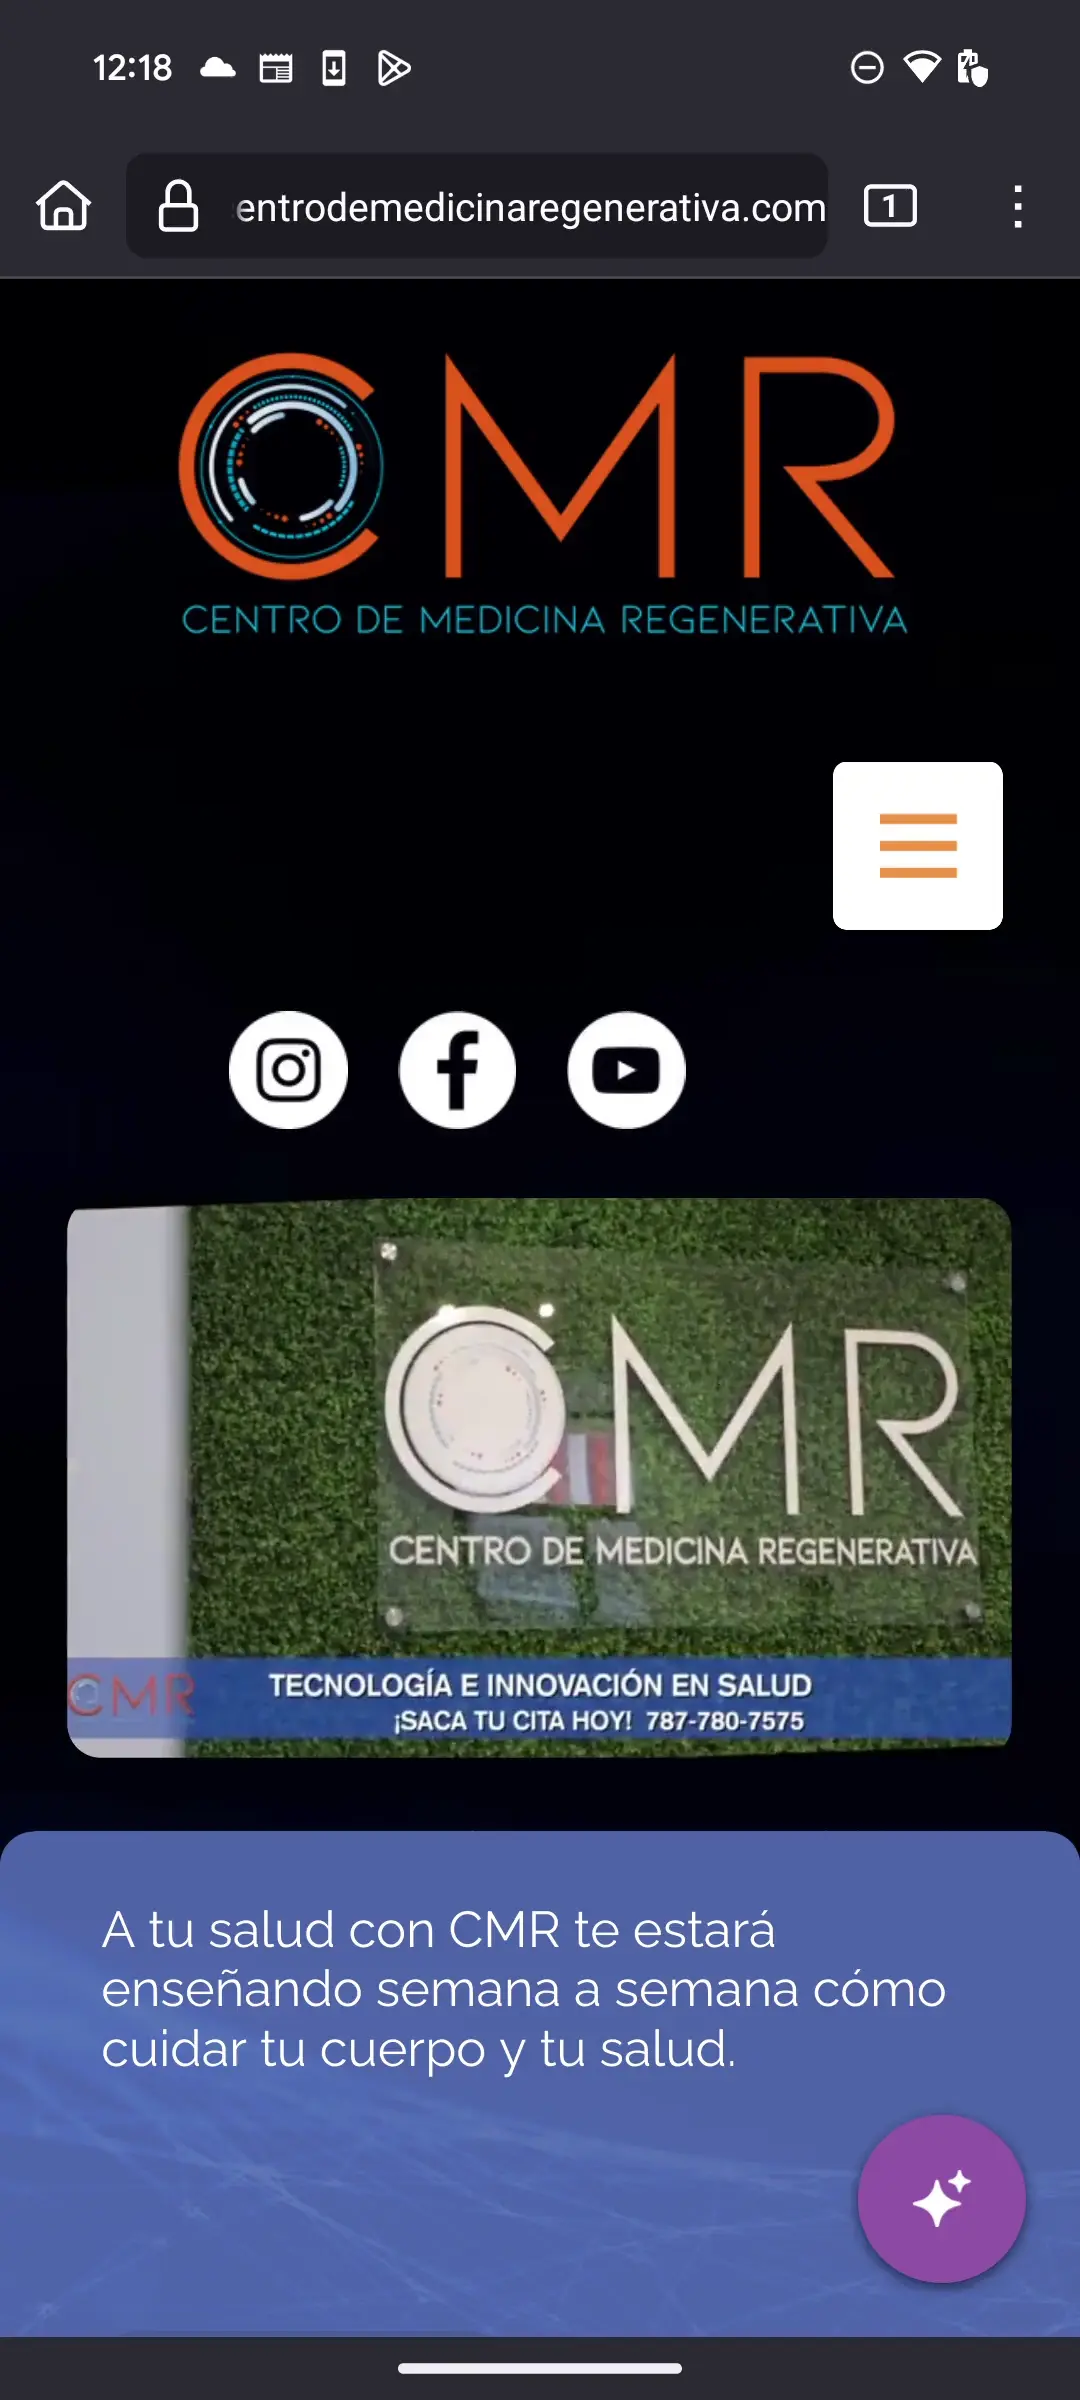 12:18
entrodemedicinaregenerativa.com
1
CMR
CENTRO DE MEDICINA REGENERATIVA
CMR
CENTRO DE MEDICINA REGENERATIVA
CMR
TECNOLOGÍA E INNOVACIÓN EN SALUD
¡SACA TU CITA HOY! 787-780-7575
A tu salud con CMR te estará
enseñando semana a semana cómo
cuidar tu cuerpo y tu salud.